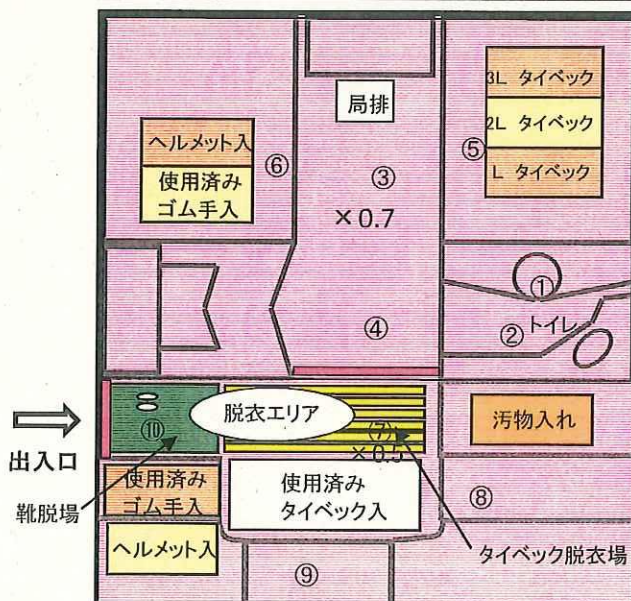 局排
3L タイベック
2L タイベック
L タイベック
ヘルメット入
使用済み
ゴム手入
⑥
③
⑤
×0.7
①
②
トイレ
④
脱衣エリア
⑩
⑦
×0.5
汚物入れ
出入口
靴脱場
使用済み
ゴム手入
使用済み
タイベック入
⑧
ヘルメット入
タイベック脱衣場
⑨